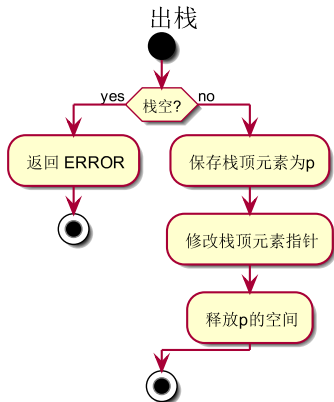 出栈
栈空?
yes
no
返回 ERROR
保存栈顶元素为p
修改栈顶元素指针
释放p的空间